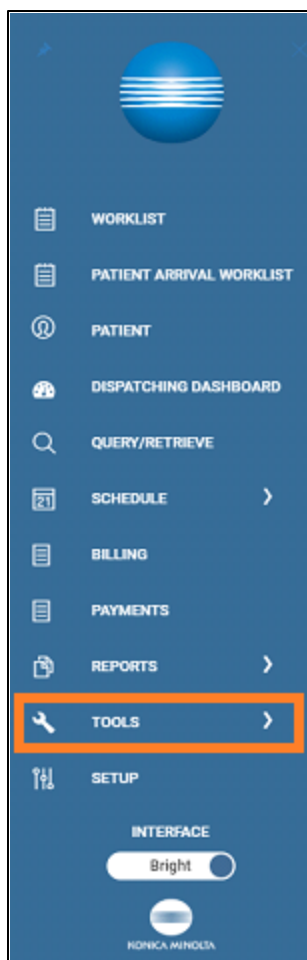 WORKLIST
PATIENT ARRIVAL WORKLIST
PATIENT
DISPATCHING DASHBOARD
QUERY/RETRIEVE
21
SCHEDULE
BILLING
PAYMENTS
REPORTS
TOOLS
SETUP
INTERFACE
Bright
KONICA MINOLTA